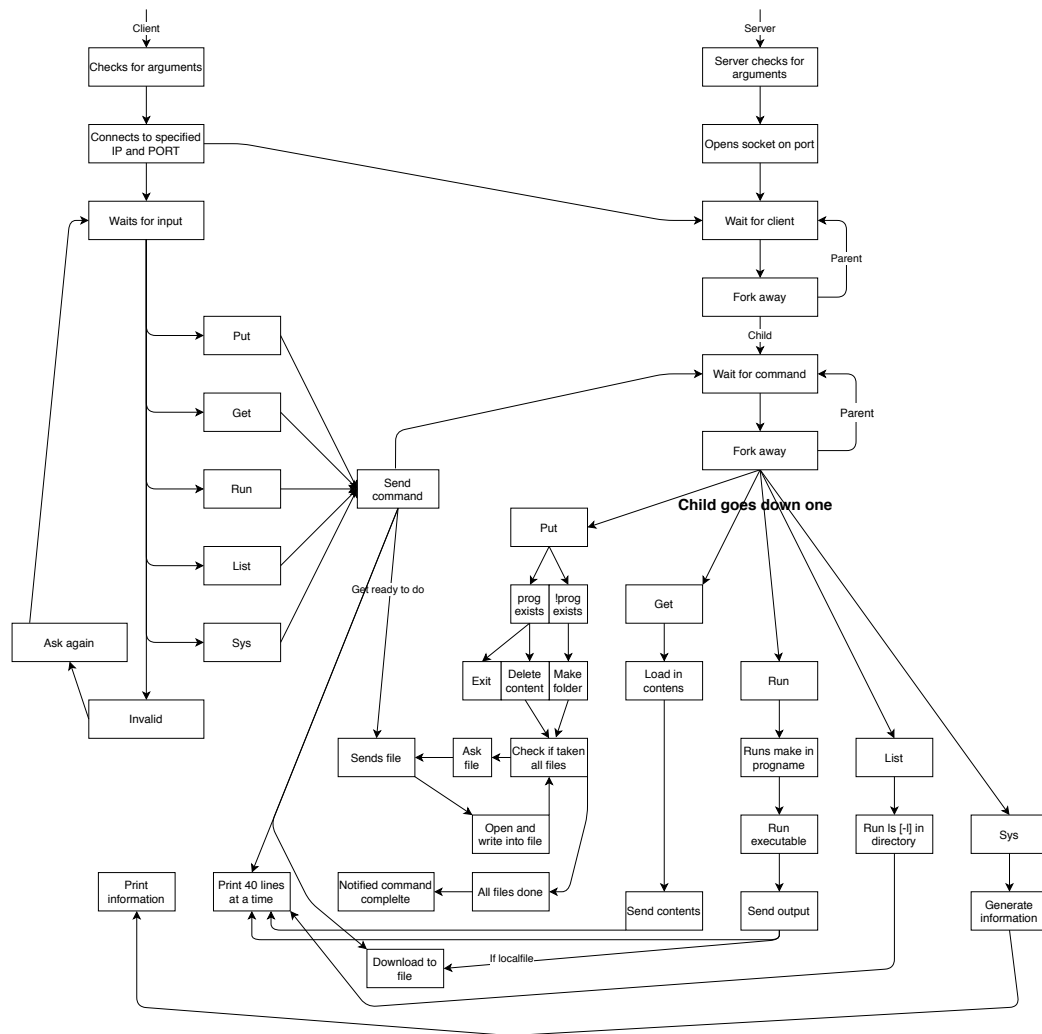 Client
Server
Checks for arguments
Server checks for
arguments
Connects to specified
IP and PORT
Opens socket on port
Waits for input
Wait for client
Parent
Fork away
Put
Child
Wait for command
Get
Parent
Fork away
Run
Send
command
Child goes down one
Put
List
Get ready to do
prog
exists
!prog
exists
Get
Ask again
Sys
Exit
Delete
content
Make
folder
Load in
contens
Run
Invalid
Sends file
Ask
file
Check if taken
all files
Runs make in
progname
List
Open and
write into file
Run
executable
Run ls [-l] in
directory
Sys
Print
information
Print 40 lines
at a time
Notified command
complelte
All files done
Send contents
Send output
Generate
information
Download to
file
If localfile